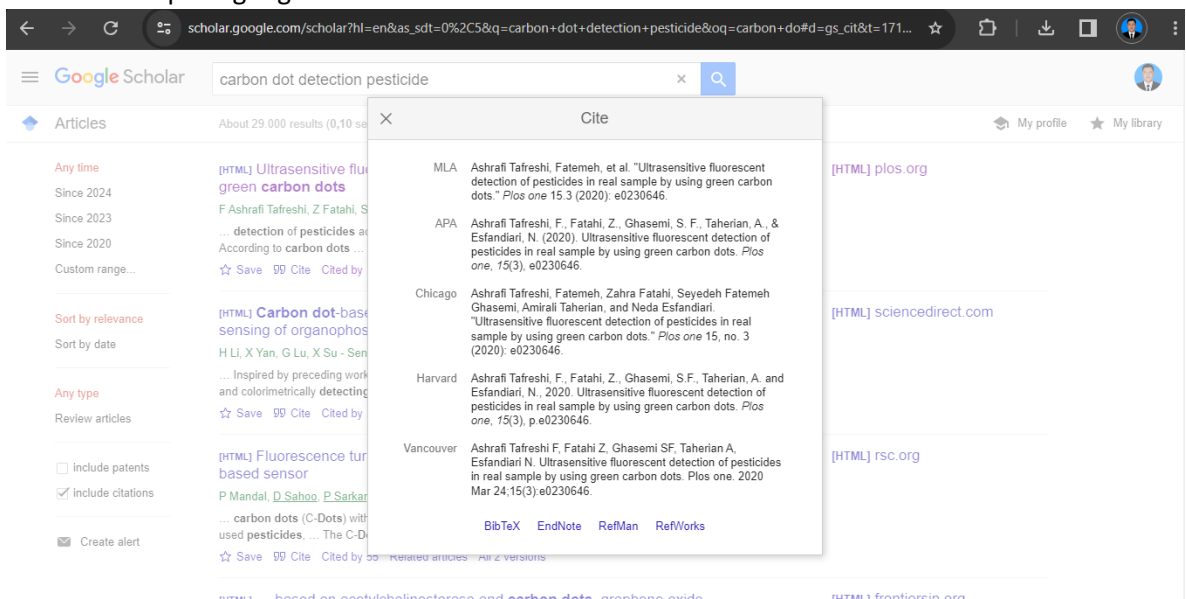 scholar.google.com/scholar?hl=en&as_sdt=0%2C5&q=carbon+dot+detection+pesticide&oq=carbon+do#d=gs_cit&t=171...
Google Scholar
carbon dot detection pesticide
Articles
About 29.000 results (0,10 se
My profile
My library
Any time
Since 2024
Since 2023
Since 2020
Custom range...
Sort by relevance
Sort by date
Any type
Review articles
include patents
include citations
Create alert
[HTML] Ultrasensitive flu
green carbon dots
F Ashrafi Tafreshi, Z Fatahi, S
... detection of pesticides
According to carbon dots ...
Save Cite Cited by
[HTML] plos.org
[HTML] Carbon dot-bas
sensing of organophos
H Li, X Yan, G Lu, X Su - Sen
... Inspired by preceding work
and colorimetrically detecting
Save Cite Cited by
[HTML] sciencedirect.com
[HTML] Fluorescence tur
based sensor
P Mandal, D Sahoo, P Sarkar
... carbon dots (C-Dots) with
used pesticides, ... The C-D
Save Cite Cited by 55 Related articles All 2 versions
[HTML] rsc.org
based on acetylcholinesterase and carbon dots graphene oxide
[HTML] frontiersin.org
Cite
MLA
Ashrafi Tafreshi, Fatemeh, et al. "Ultrasensitive fluorescent
detection of pesticides in real sample by using green carbon
dots." Plos one 15.3 (2020): e0230646.
APA
Ashrafi Tafreshi, F., Fatahi, Z., Ghasemi, S. F., Taherian, A., &
Esfandiari, N. (2020). Ultrasensitive fluorescent detection of
pesticides in real sample by using green carbon dots. Plos
one, 15(3), e0230646.
Chicago
Ashrafi Tafreshi, Fatemeh, Zahra Fatahi, Seyedeh Fatemeh
Ghasemi, Amirali Taherian, and Neda Esfandiari.
"Ultrasensitive fluorescent detection of pesticides in real
sample by using green carbon dots." Plos one 15, no. 3
(2020): e0230646.
Harvard
Ashrafi Tafreshi, F., Fatahi, Z., Ghasemi, S.F., Taherian, A. and
Esfandiari, N., 2020. Ultrasensitive fluorescent detection of
pesticides in real sample by using green carbon dots. Plos
one, 15(3), p.e0230646.
Vancouver
Ashrafi Tafreshi F, Fatahi Z, Ghasemi SF, Taherian A,
Esfandiari N. Ultrasensitive fluorescent detection of pesticides
in real sample by using green carbon dots. Plos one. 2020
Mar 24;15(3):e0230646.
BibTeX EndNote RefMan RefWorks